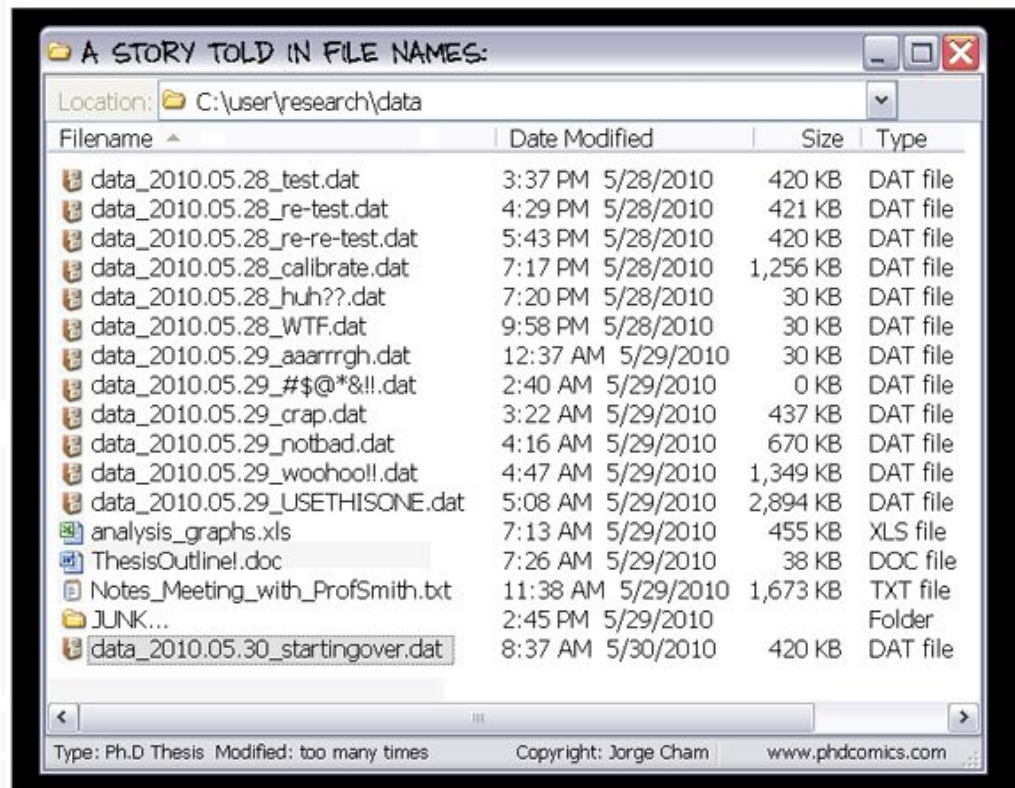 A STORY TOLD IN FILE NAMES:
Location: C:\user\research\data
Filename Date Modified Size Type
data_2010.05.28_test.dat 3:37 PM 5/28/2010 420 KB DAT file
data_2010.05.28_re-test.dat 4:29 PM 5/28/2010 421 KB DAT file
data_2010.05.28_re-re-test.dat 5:43 PM 5/28/2010 420 KB DAT file
data_2010.05.28_calibrate.dat 7:17 PM 5/28/2010 1,256 KB DAT file
data_2010.05.28_huh??.dat 7:20 PM 5/28/2010 30 KB DAT file
data_2010.05.28_WTF.dat 9:58 PM 5/28/2010 30 KB DAT file
data_2010.05.29_aaarrrgh.dat 12:37 AM 5/29/2010 30 KB DAT file
data_2010.05.29_#$@*&!!.dat 2:40 AM 5/29/2010 0 KB DAT file
data_2010.05.29_crap.dat 3:22 AM 5/29/2010 437 KB DAT file
data_2010.05.29_notbad.dat 4:16 AM 5/29/2010 670 KB DAT file
data_2010.05.29_woohoo!!.dat 4:47 AM 5/29/2010 1,349 KB DAT file
data_2010.05.29_USETHISONE.dat 5:08 AM 5/29/2010 2,894 KB DAT file
analysis_graphs.xls 7:13 AM 5/29/2010 455 KB XLS file
ThesisOutline!.doc 7:26 AM 5/29/2010 38 KB DOC file
Notes_Meeting_with_ProfSmith.txt 11:38 AM 5/29/2010 1,673 KB TXT file
JUNK... 2:45 PM 5/29/2010 Folder
data_2010.05.30_startingover.dat 8:37 AM 5/30/2010 420 KB DAT file
Type: Ph.D Thesis Modified: too many times Copyright: Jorge Cham www.phdcomics.com